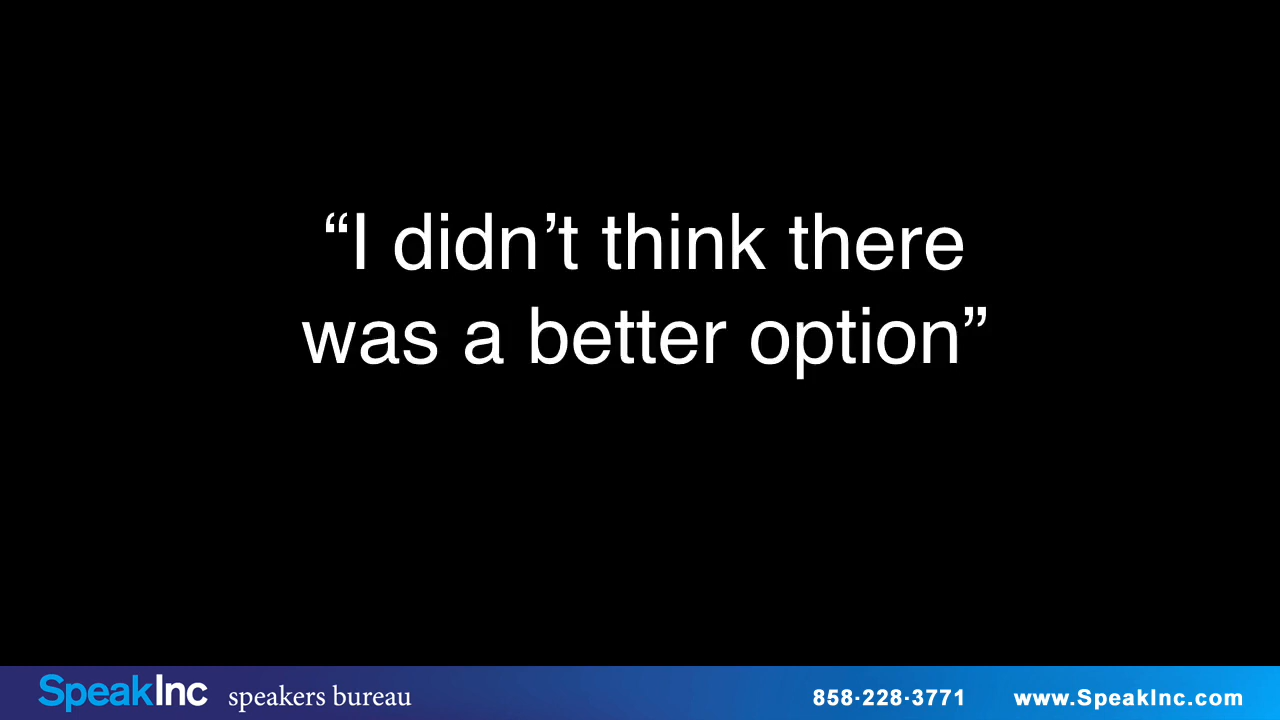 “I didn’t think there
was a better option”
SpeakInc speakers bureau 858·228·3771 www.SpeakInc.com